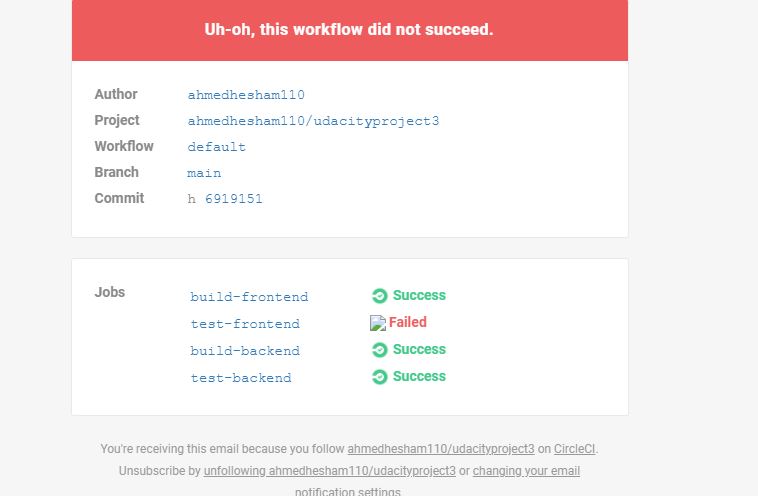 Uh-oh, this workflow did not succeed.
Author ahmedhesham110
Project ahmedhesham110/udacityproject3
Workflow default
Branch main
Commit h 6919151
Jobs build-frontend Success
test-frontend Failed
build-backend Success
test-backend Success
You're receiving this email because you follow ahmedhesham110/udacityproject3 on CircleCI.
Unsubscribe by unfollowing ahmedhesham110/udacityproject3 or changing your email
notification settings.